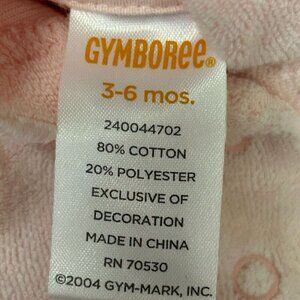 GYMBOREE®
3-6 mos.
240044702
80% COTTON
20% POLYESTER
EXCLUSIVE OF
DECORATION
MADE IN CHINA
RN 70530
©2004 GYM-MARK, INC.